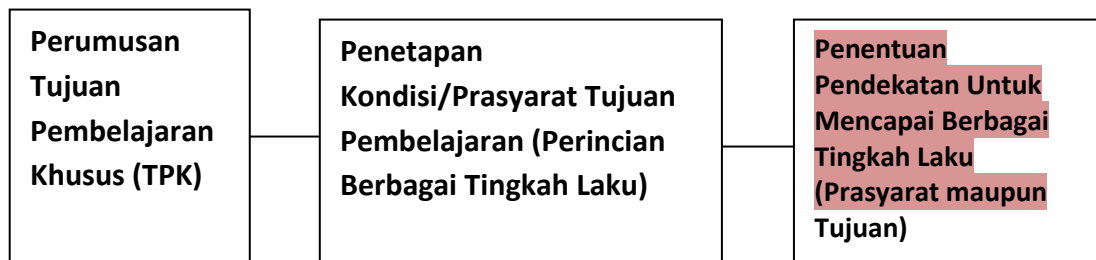 Perumusan
Tujuan
Pembelajaran
Khusus (TPK)
Penetapan
Kondisi/Prasyarat Tujuan
Pembelajaran (Perincian
Berbagai Tingkah Laku)
Penentuan
Pendekatan Untuk
Mencapai Berbagai
Tingkah Laku
(Prasyarat maupun
Tujuan)